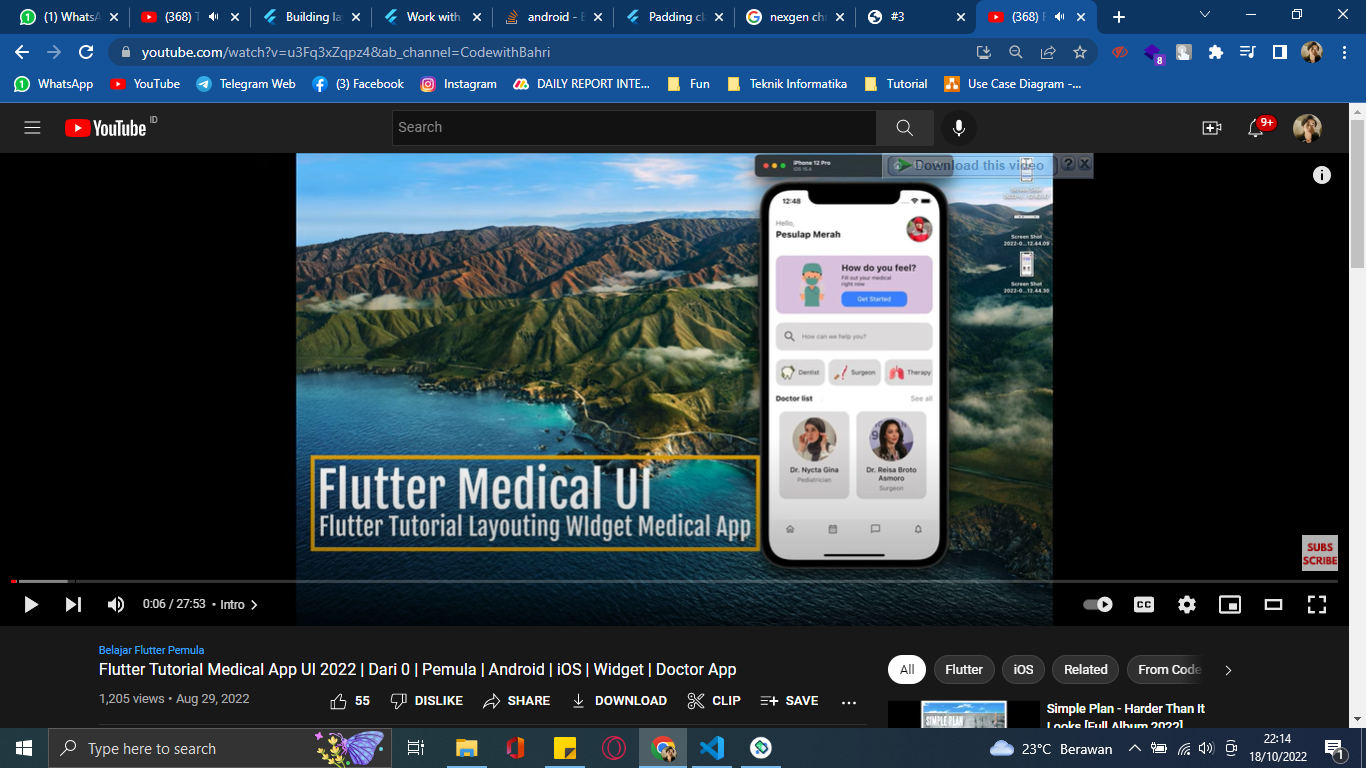 (1) WhatsA
(368) T
Building la
Work with
android - E
Padding cl
nexgen ch
#3
(368) F
youtube.com/watch?v=u3Fq3xZqpz4&ab_channel=CodewithBahri
8
WhatsApp
YouTube
Telegram Web
(3) Facebook
Instagram
DAILY REPORT INTE...
Fun
Teknik Informatika
Tutorial
Use Case Diagram -...
YouTube ID
Search
9+
iPhone 12 Pro
iOS 15.4
Download this video
?
12:48
Hello,
Pesulap Merah
How do you feel?
Fill out your medical
right now
Get Started
How can we help you?
Dentist
Surgeon
Therapy
Doctor list
See all
Dr. Nycta Gina
Pediatrician
Dr. Reisa Broto
Asmoro
Surgeon
Screen Shot
2022-0...12.44.09
Screen Shot
2022-0...12.44.30
Flutter Medical UI
Flutter Tutorial Layouting WIdget Medical App
SUBS
SCRIBE
0:06 / 27:53 • Intro
CC
Belajar Flutter Pemula
Flutter Tutorial Medical App UI 2022 | Dari 0 | Pemula | Android | iOS | Widget | Doctor App
1,205 views • Aug 29, 2022
55
DISLIKE
SHARE
DOWNLOAD
CLIP
SAVE
All
Flutter
iOS
Related
From Code
SIMPLE PLAN
Simple Plan - Harder Than It
Looks [Full Album 2022]
Type here to search
23°C Berawan
22:14
18/10/2022
1